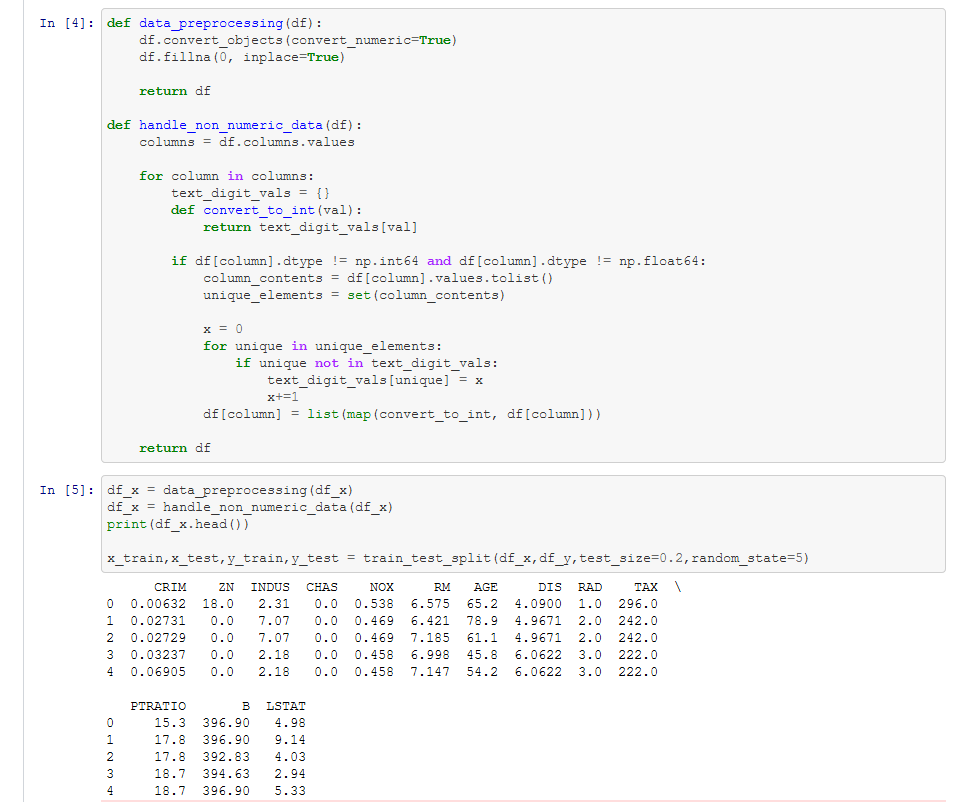 In [4]: def data_preprocessing(df):
    df.convert_objects(convert_numeric=True)
    df.fillna(0, inplace=True)

    return df

def handle_non_numeric_data(df):
    columns = df.columns.values

    for column in columns:
        text_digit_vals = {}
        def convert_to_int(val):
            return text_digit_vals[val]

        if df[column].dtype != np.int64 and df[column].dtype != np.float64:
            column_contents = df[column].values.tolist()
            unique_elements = set(column_contents)

            x = 0
            for unique in unique_elements:
                if unique not in text_digit_vals:
                    text_digit_vals[unique] = x
                    x+=1
            df[column] = list(map(convert_to_int, df[column]))

    return df

In [5]: df_x = data_preprocessing(df_x)
df_x = handle_non_numeric_data(df_x)
print(df_x.head())

x_train,x_test,y_train,y_test = train_test_split(df_x,df_y,test_size=0.2,random_state=5)

      CRIM    ZN  INDUS  CHAS    NOX     RM   AGE     DIS  RAD    TAX  \
0  0.00632  18.0   2.31   0.0  0.538  6.575  65.2  4.0900  1.0  296.0
1  0.02731   0.0   7.07   0.0  0.469  6.421  78.9  4.9671  2.0  242.0
2  0.02729   0.0   7.07   0.0  0.469  7.185  61.1  4.9671  2.0  242.0
3  0.03237   0.0   2.18   0.0  0.458  6.998  45.8  6.0622  3.0  222.0
4  0.06905   0.0   2.18   0.0  0.458  7.147  54.2  6.0622  3.0  222.0

   PTRATIO       B  LSTAT
0     15.3  396.90   4.98
1     17.8  396.90   9.14
2     17.8  392.83   4.03
3     18.7  394.63   2.94
4     18.7  396.90   5.33